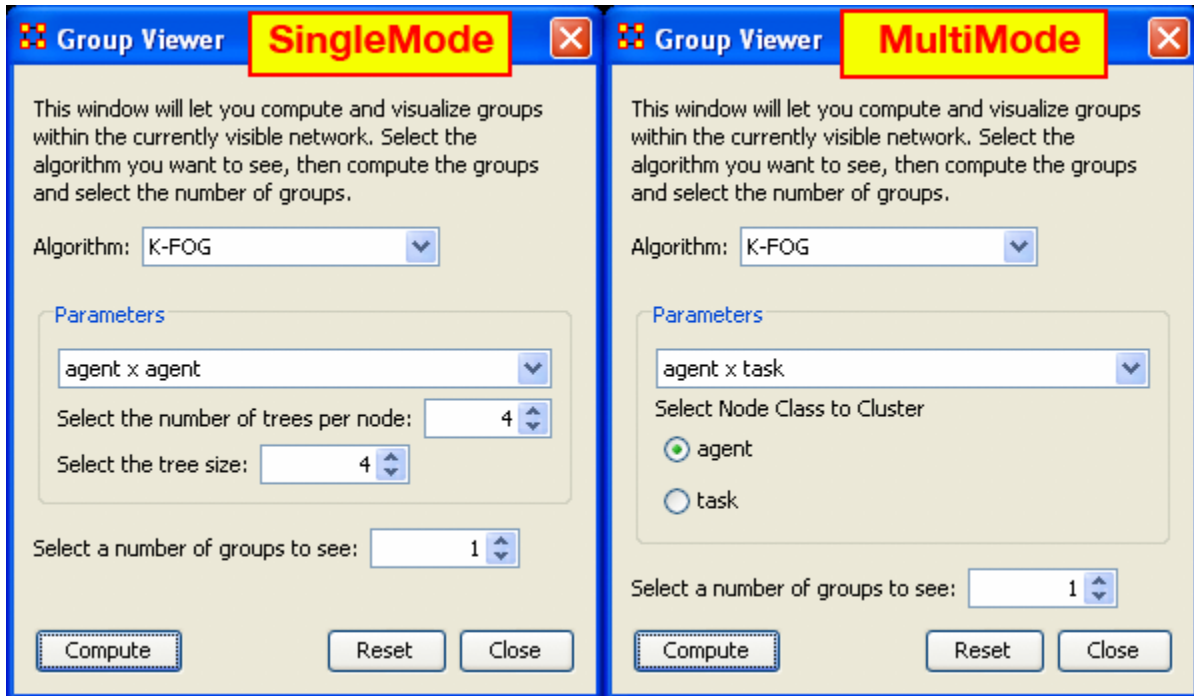 Group Viewer
SingleMode
This window will let you compute and visualize groups
within the currently visible network. Select the
algorithm you want to see, then compute the groups
and select the number of groups.
Algorithm: K-FOG
Parameters
agent x agent
Select the number of trees per node: 4
Select the tree size: 4
Select a number of groups to see: 1
Compute Reset Close
Group Viewer
MultiMode
This window will let you compute and visualize groups
within the currently visible network. Select the
algorithm you want to see, then compute the groups
and select the number of groups.
Algorithm: K-FOG
Parameters
agent x task
Select Node Class to Cluster
agent
task
Select a number of groups to see: 1
Compute Reset Close